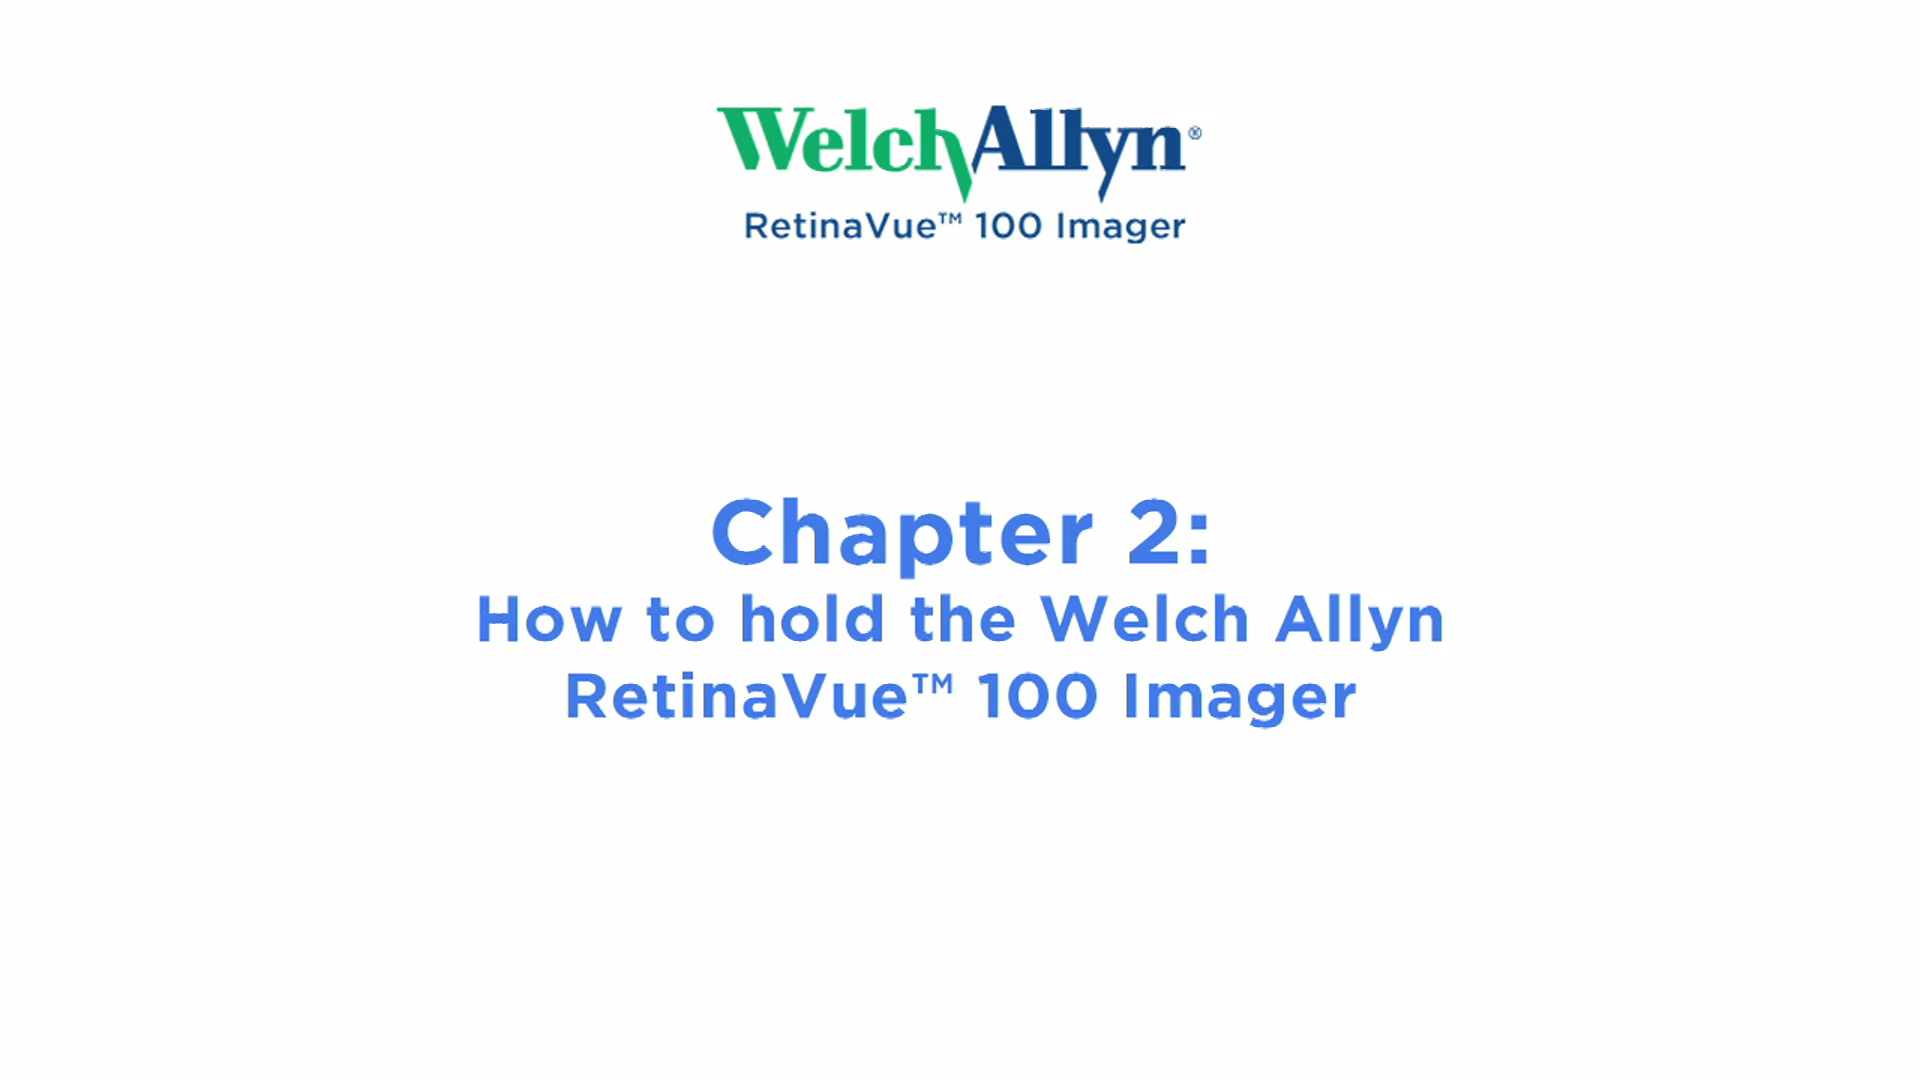 WelchAllyn®
RetinaVue™ 100 Imager
Chapter 2:
How to hold the Welch Allyn
RetinaVue™ 100 Imager